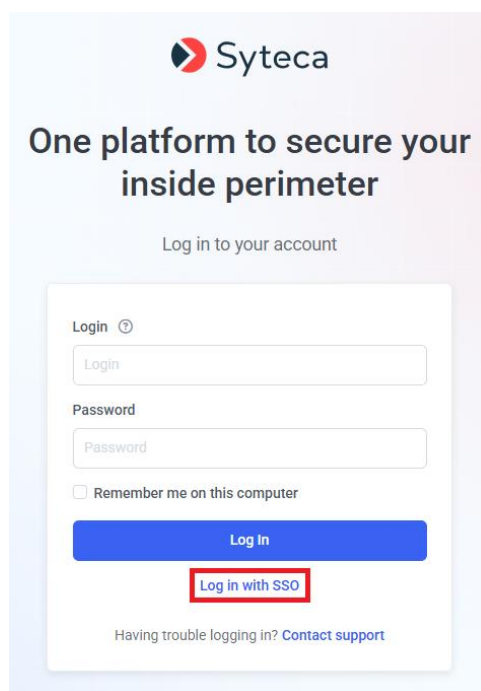 Syteca
One platform to secure your
inside perimeter
Log in to your account
Login
Login
Password
Password
Remember me on this computer
Log In
Log in with SSO
Having trouble logging in? Contact support